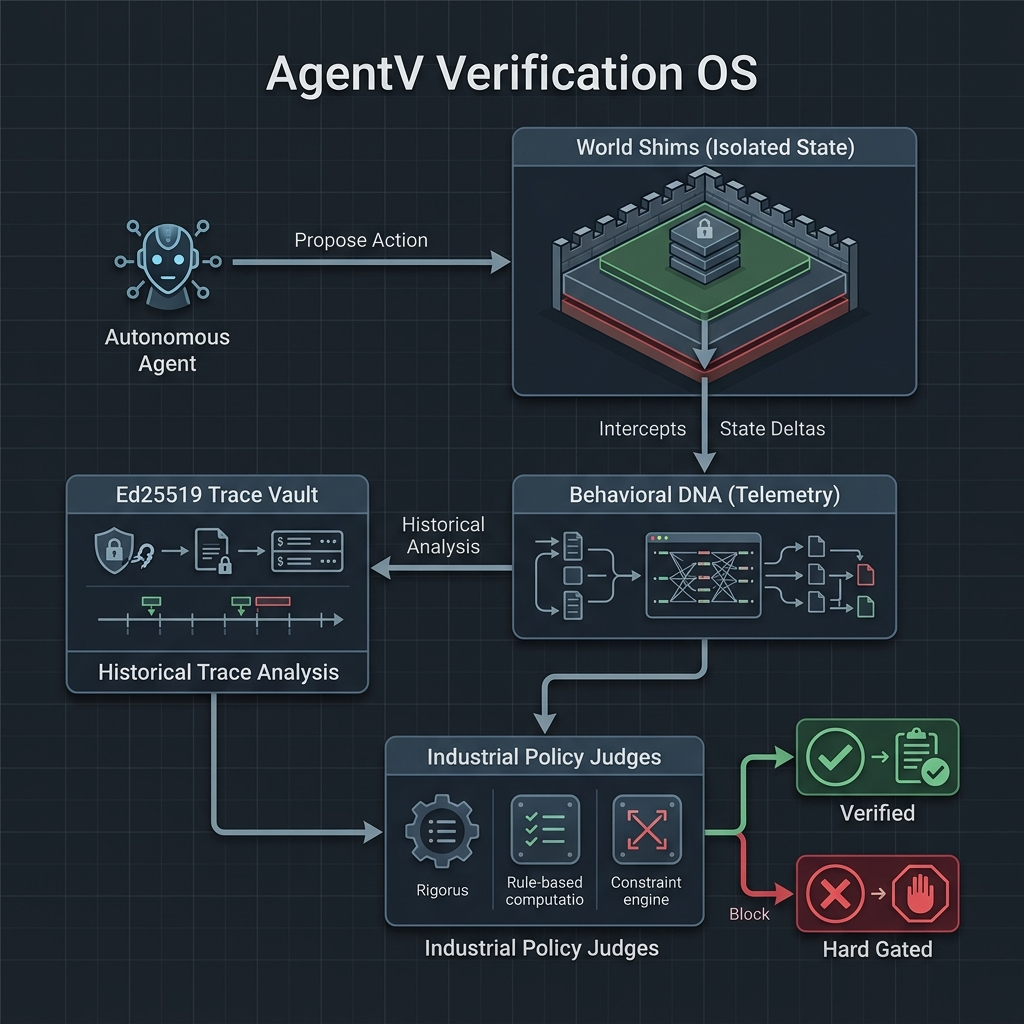 AgentV Verification OS
World Shims (Isolated State)
Propose Action
Autonomous
Agent
Intercepts
State Deltas
Ed25519 Trace Vault
Behavioral DNA (Telemetry)
Historical
Analysis
$
$
Historical Trace Analysis
Industrial Policy Judges
Rigorus
Rule-based
computatio
Constraint
engine
Verified
Block
Industrial Policy Judges
Hard Gated